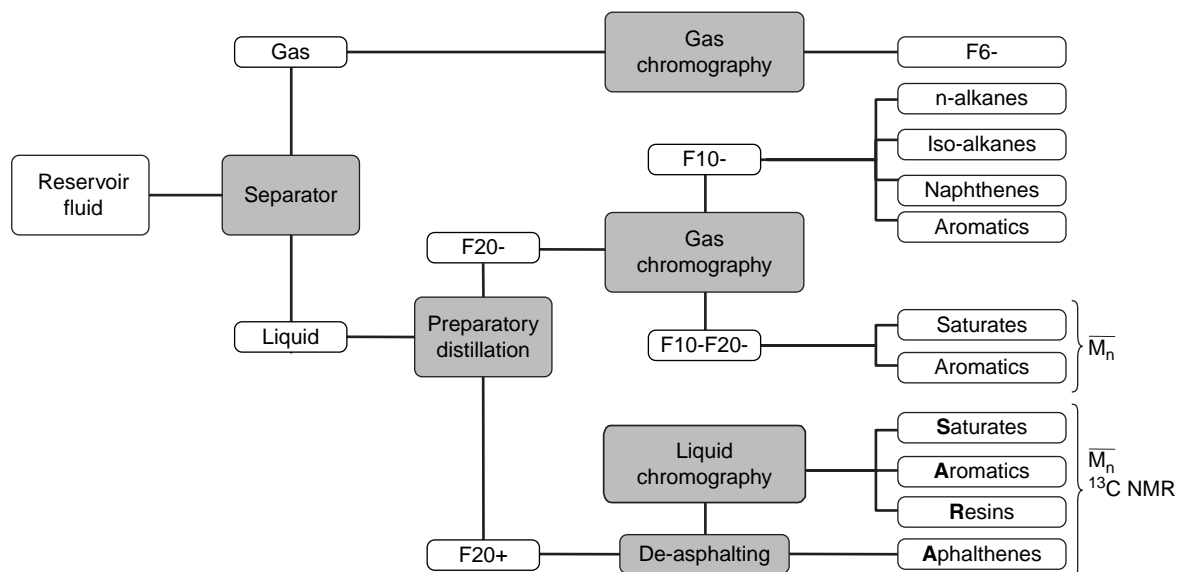 Gas
Gas
chromography
F6-
n-alkanes
Iso-alkanes
Naphthenes
Aromatics
F10-
Reservoir
fluid
Separator
F20-
Gas
chromography
Liquid
Preparatory
distillation
F10-F20-
Saturates
Aromatics
M̅n̅
Liquid
chromography
Saturates
Aromatics
Resins
M̅n̅
¹³C NMR
F20+
De-asphalting
Aphalthenes